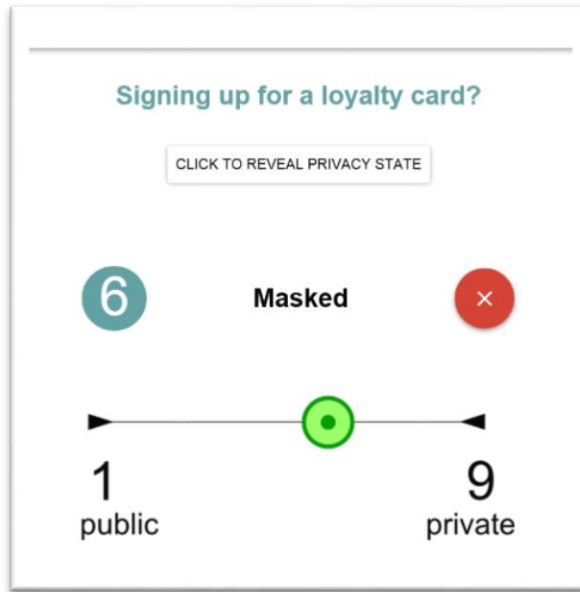 Signing up for a loyalty card?
CLICK TO REVEAL PRIVACY STATE
6 Masked ×
1 9
public private